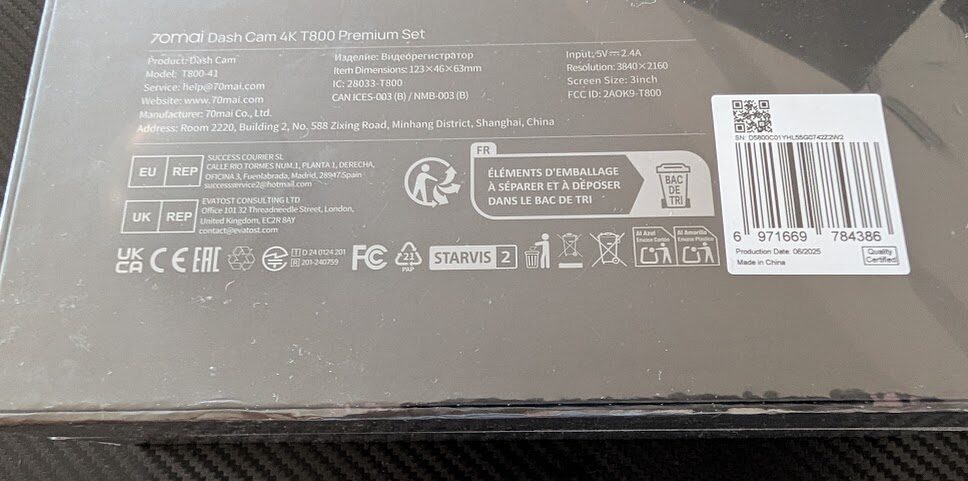 70mai Dash Cam 4K T800 Premium Set
Product: Dash Cam
Model: T800-41
Service: help@70mai.com
Website: www.70mai.com
Manufacturer: 70mai Co., Ltd.
Address: Room 2220, Building 2, No. 588 Zixing Road, Minhang District, Shanghai, China
Изделие: Видеорегистратор
Item Dimensions: 123×46×63mm
IC: 28033-T800
CAN ICES-003 (B) / NMB-003 (B)
Input: 5V⎓2.4A
Resolution: 3840×2160
Screen Size: 3inch
FCC ID: 2AOK9-T800
EU REP
SUCCESS COURIER SL
CALLE RIO TORMES NUM.1, PLANTA 1, DERECHA,
OFICINA 3, Fuenlabrada, Madrid, 28947 Spain
successservice2@hotmail.com
UK REP
EVATOST CONSULTING LTD
Office 101 32 Threadneedle Street, London,
United Kingdom, EC2R 8AY
contact@evatost.com
FR
ÉLÉMENTS D'EMBALLAGE
À SÉPARER ET À DÉPOSER
DANS LE BAC DE TRI
BAC
DE
TRI
UK
CA
CE
EAC
T D 24 0124 201
R 201-240759
FC
21
PAP
STARVIS 2
Al Azul
Envase Cartón
Al Amarillo
Envase Plástico
SN: D5800C01YHL55G0742Z2W2
6 971669 784386
Production Date: 06/2025
Made in China
Quality
Certified